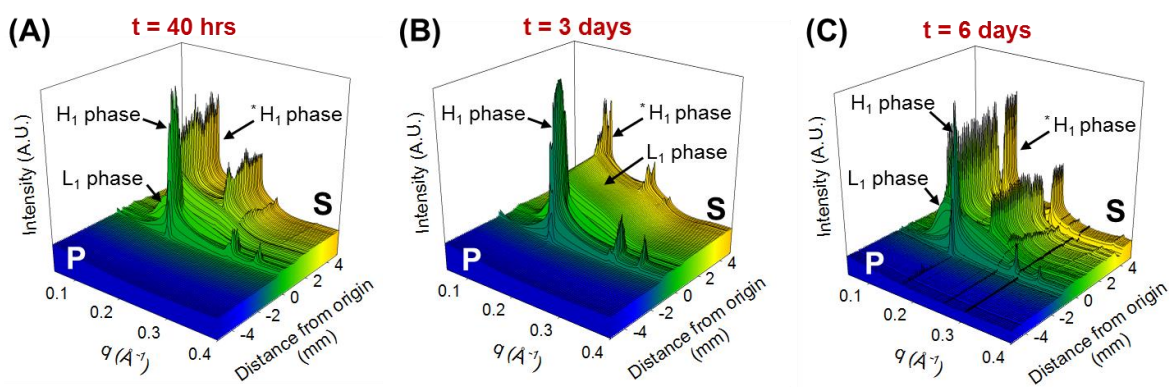 (A)
t = 40 hrs
Intensity (A.U.)
H₁ phase
*H₁ phase
L₁ phase
P
S
0.1
0.2
0.3
0.4
q (Å⁻¹)
-4
-2
0
2
4
Distance from origin
(mm)
(B)
t = 3 days
Intensity (A.U.)
H₁ phase
*H₁ phase
L₁ phase
P
S
0.1
0.2
0.3
0.4
q (Å⁻¹)
-4
-2
0
2
4
Distance from origin
(mm)
(C)
t = 6 days
Intensity (A.U.)
H₁ phase
*H₁ phase
L₁ phase
P
S
0.1
0.2
0.3
0.4
q (Å⁻¹)
-4
-2
0
2
4
Distance from origin
(mm)